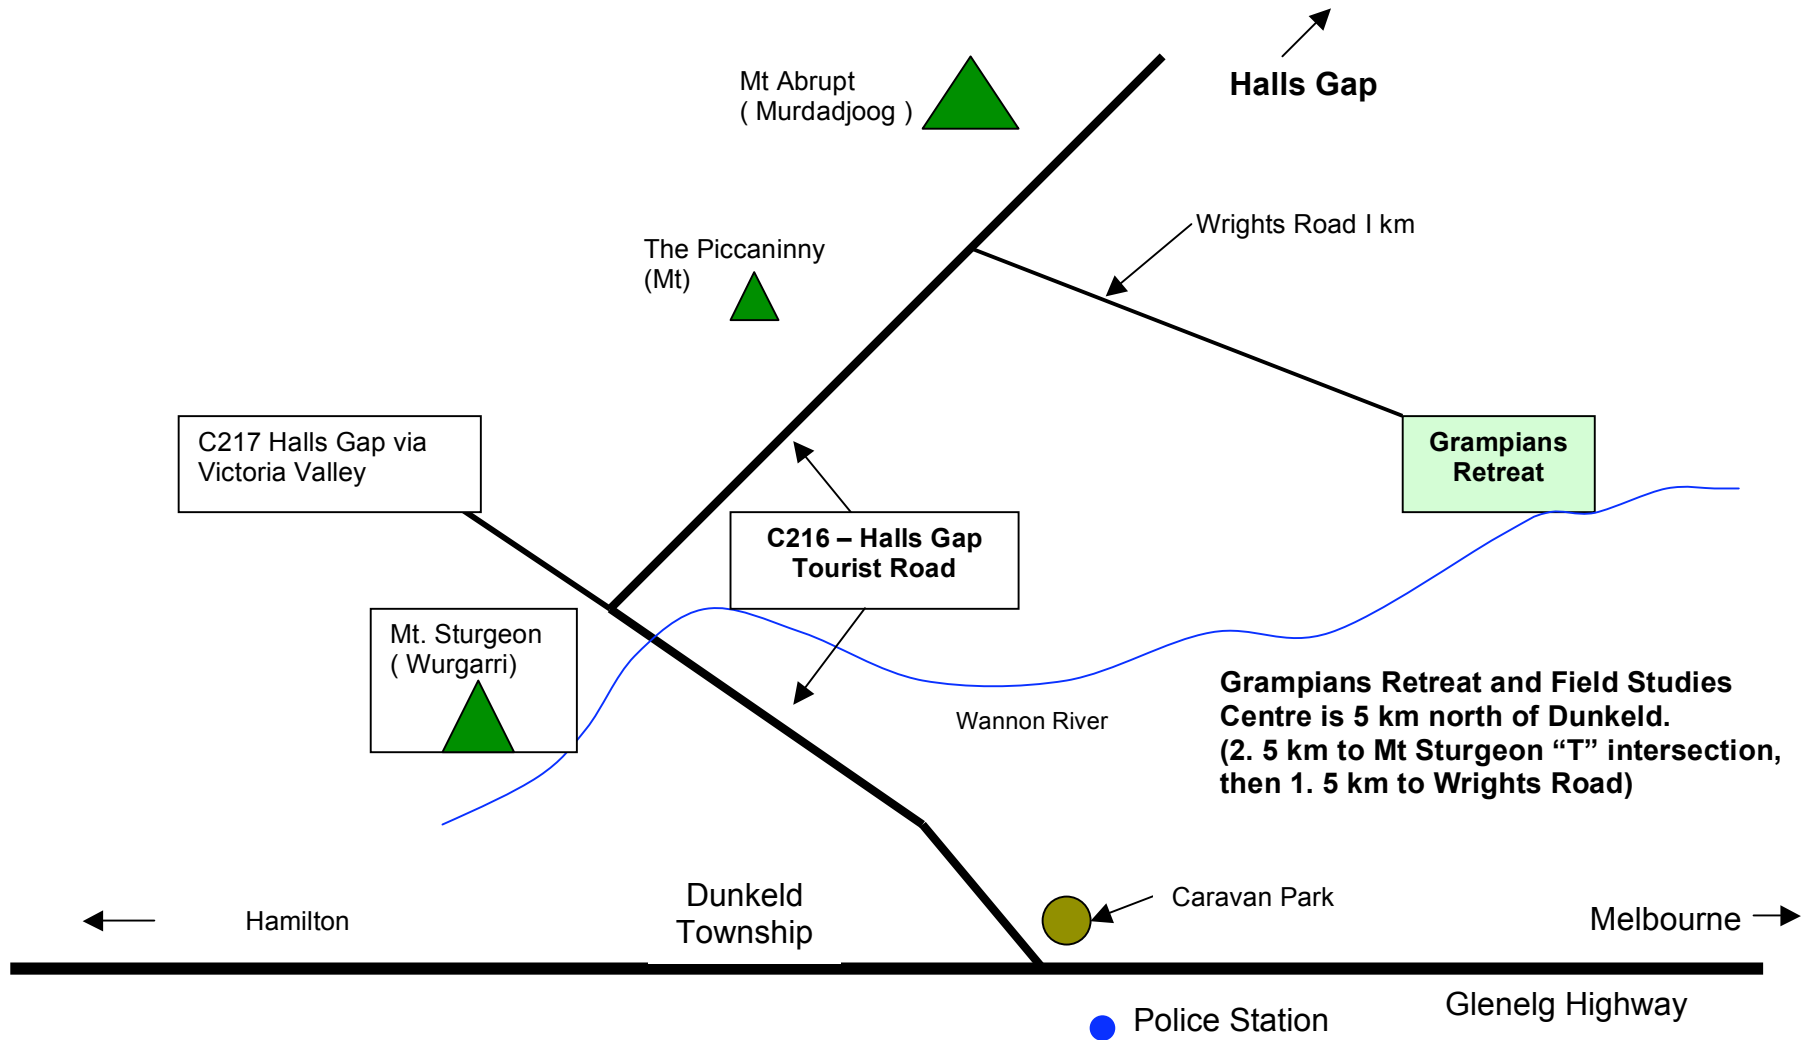 Halls Gap
Mt Abrupt
( Murdadjoog )
Wrights Road I km
The Piccaninny
(Mt)
C217 Halls Gap via
Victoria Valley
Grampians
Retreat
C216 – Halls Gap
Tourist Road
Mt. Sturgeon
( Wurgarri)
Wannon River
Grampians Retreat and Field Studies
Centre is 5 km north of Dunkeld.
(2. 5 km to Mt Sturgeon “T” intersection,
then 1. 5 km to Wrights Road)
Dunkeld
Township
Caravan Park
Hamilton
Melbourne
Glenelg Highway
Police Station